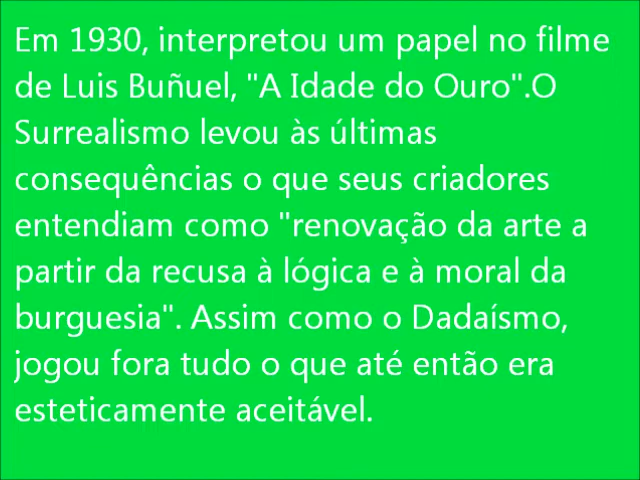 Em 1930, interpretou um papel no filme
de Luis Buñuel, "A Idade do Ouro".O
Surrealismo levou às últimas
consequências o que seus criadores
entendiam como "renovação da arte a
partir da recusa à lógica e à moral da
burguesia". Assim como o Dadaísmo,
jogou fora tudo o que até então era
esteticamente aceitável.